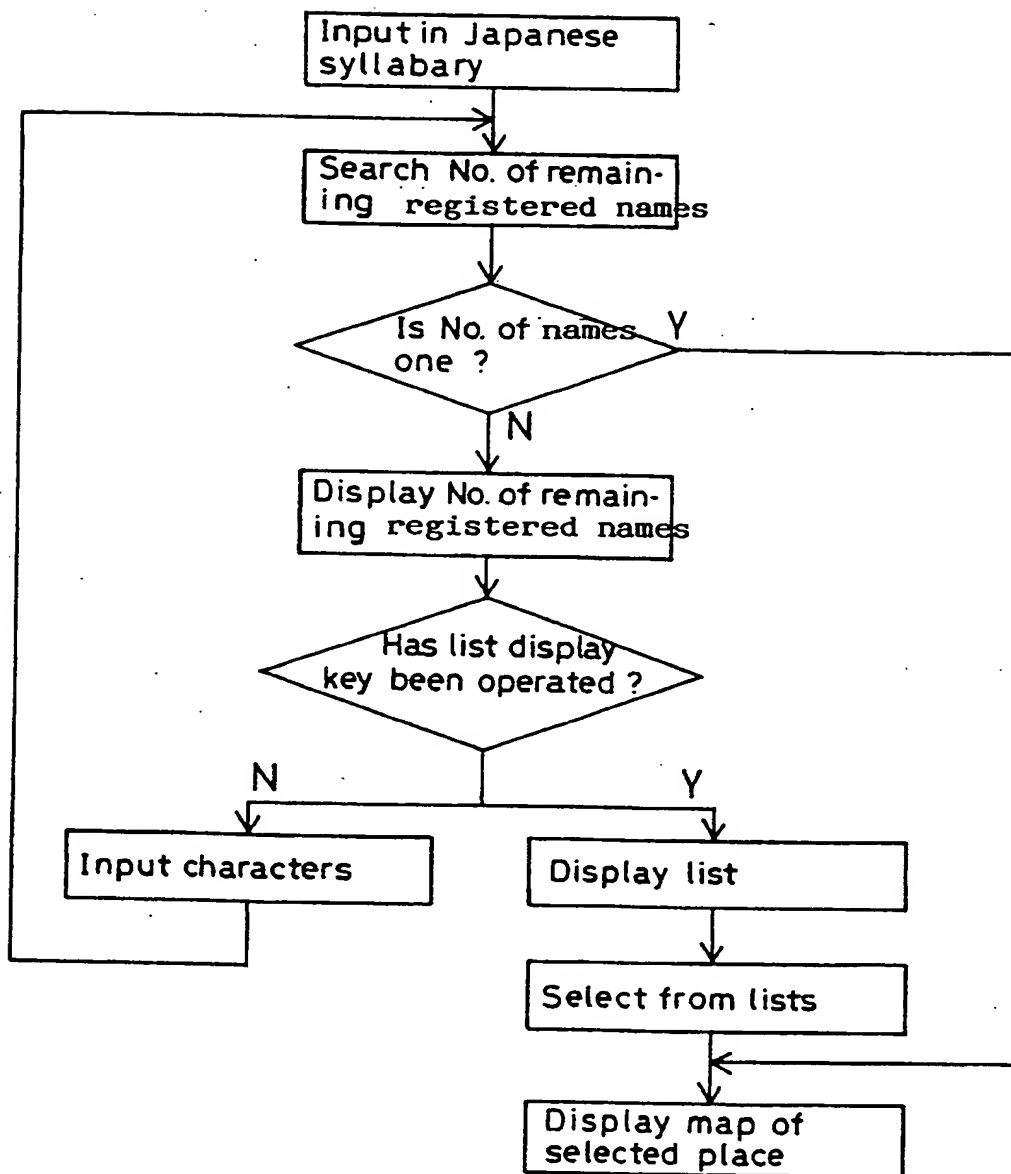 Input in Japanese
syllabary
Search No. of remain-
ing registered names
Is No. of names
one ?
Y
N
Display No. of remain-
ing registered names
Has list display
key been operated ?
N
Y
Input characters
Display list
Select from lists
Display map of
selected place